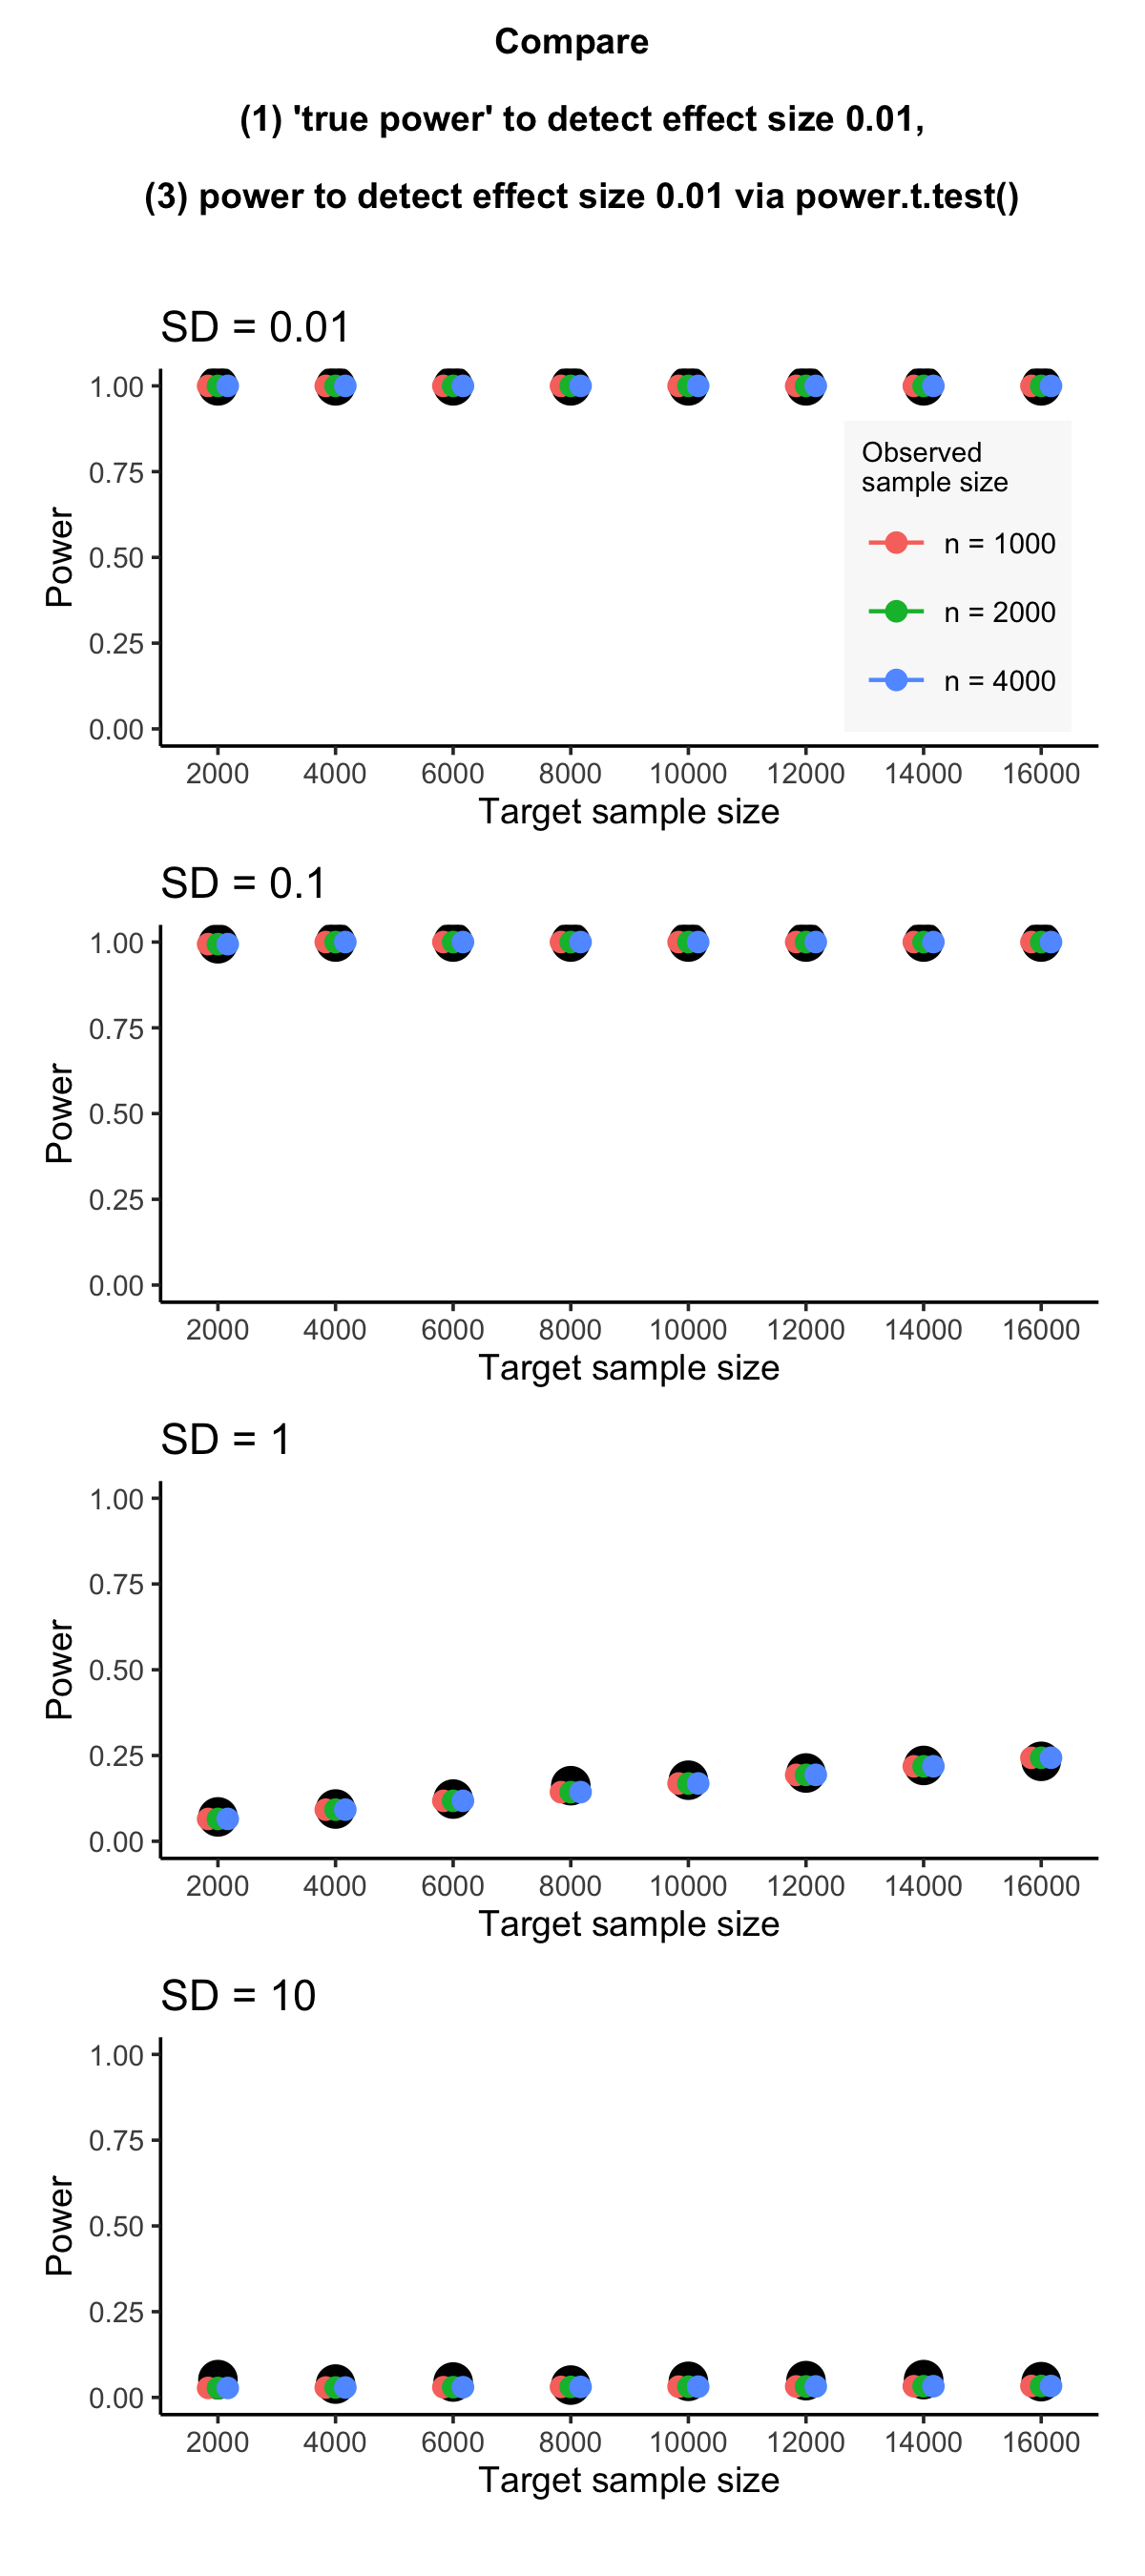 Compare
(1) 'true power' to detect effect size 0.01,
(3) power to detect effect size 0.01 via power.t.test()
SD = 0.01
Power
1.00
0.75
0.50
0.25
0.00
Observed
sample size
n = 1000
n = 2000
n = 4000
2000 4000 6000 8000 10000 12000 14000 16000
Target sample size
SD = 0.1
Power
1.00
0.75
0.50
0.25
0.00
2000 4000 6000 8000 10000 12000 14000 16000
Target sample size
SD = 1
Power
1.00
0.75
0.50
0.25
0.00
2000 4000 6000 8000 10000 12000 14000 16000
Target sample size
SD = 10
Power
1.00
0.75
0.50
0.25
0.00
2000 4000 6000 8000 10000 12000 14000 16000
Target sample size